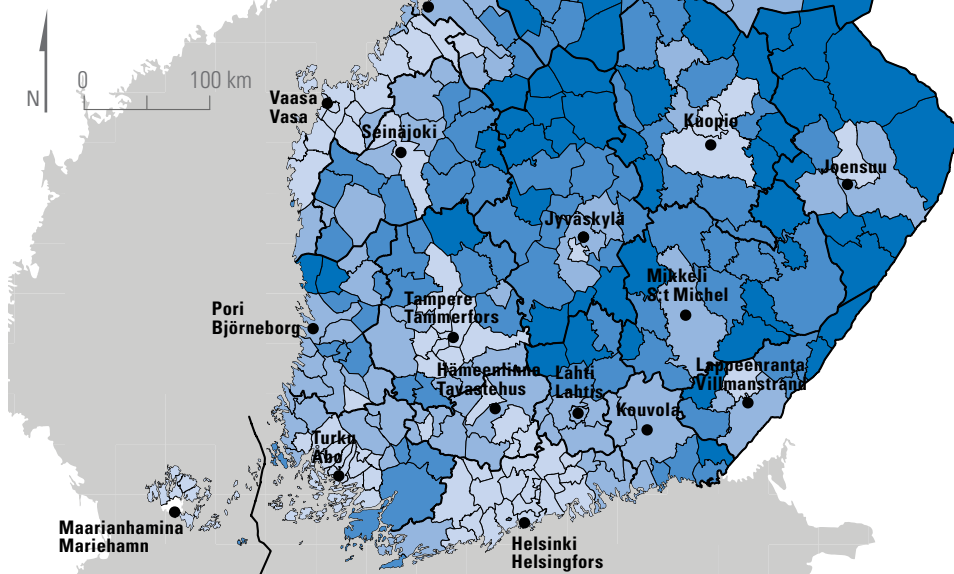 0
100 km
N
Vaasa
Vasa
Seinäjoki
Kuopio
Joensuu
Jyväskylä
Mikkeli
S:t Michel
Pori
Björneborg
Tampere
Tammerfors
Hämeenlinna
Tavastehus
Lahti
Lahtis
Kouvola
Lappeenranta
Villmanstrand
Turku
Åbo
Maarianhamina
Mariehamn
Helsinki
Helsingfors